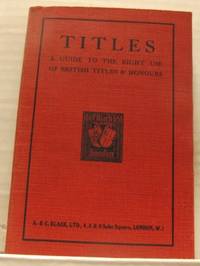 TITLES
A GUIDE TO THE RIGHT USE
OF BRITISH TITLES & HONOURS
A. & C. BLACK, LTD., 4, 5 & 6 Soho Square, LONDON, W.1